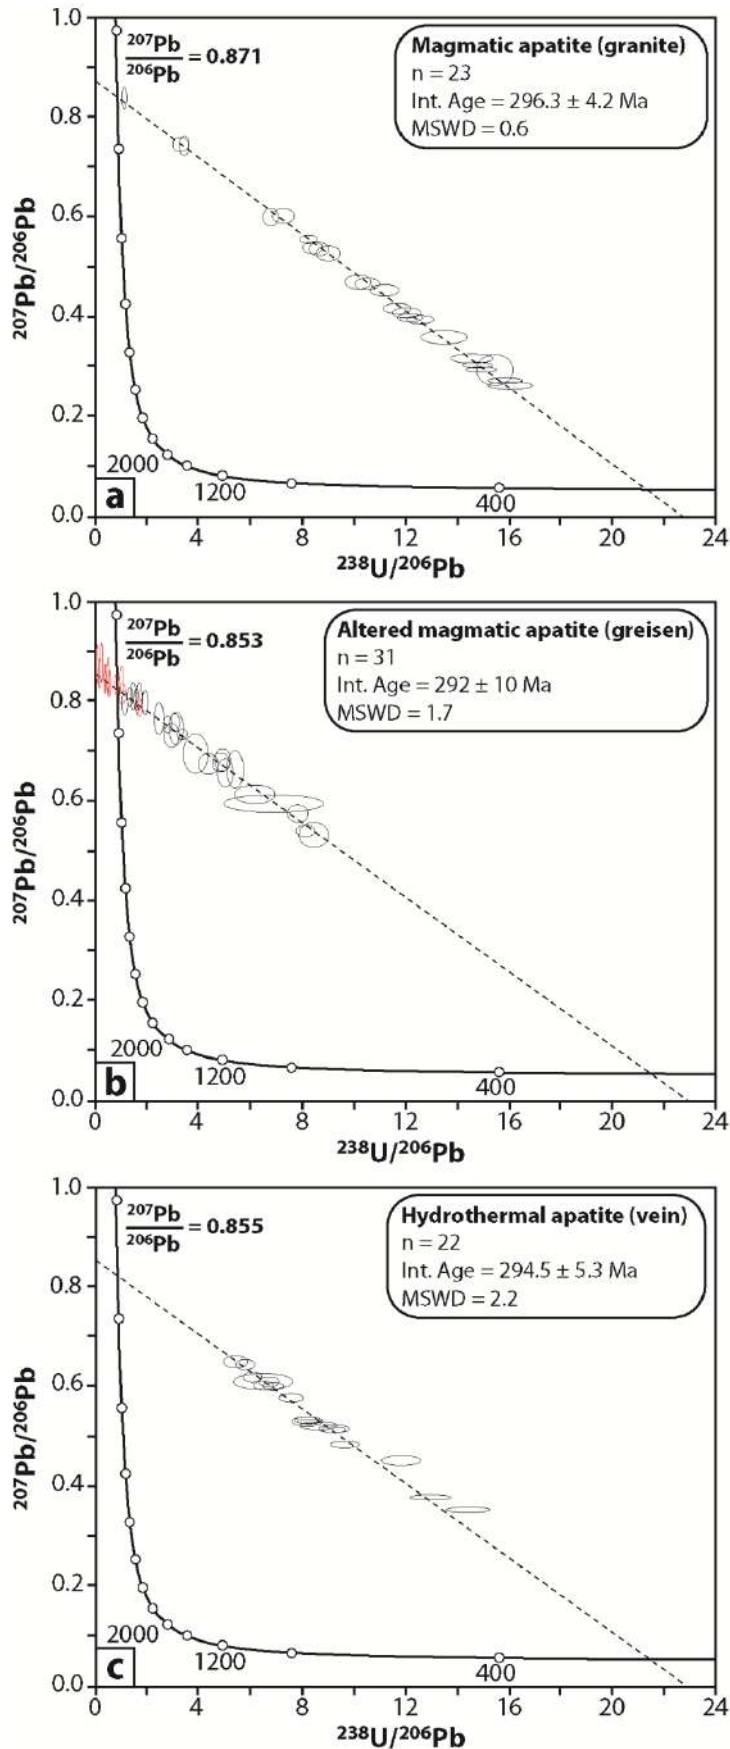 1.0
0.8
0.6
0.4
0.2
0.0
207Pb/206Pb
207Pb
206Pb = 0.871
Magmatic apatite (granite)
n = 23
Int. Age = 296.3 ± 4.2 Ma
MSWD = 0.6
2000
1200
400
a
0 4 8 12 16 20 24
238U/206Pb
1.0
0.8
0.6
0.4
0.2
0.0
207Pb/206Pb
207Pb
206Pb = 0.853
Altered magmatic apatite (greisen)
n = 31
Int. Age = 292 ± 10 Ma
MSWD = 1.7
2000
1200
400
b
0 4 8 12 16 20 24
238U/206Pb
1.0
0.8
0.6
0.4
0.2
0.0
207Pb/206Pb
207Pb
206Pb = 0.855
Hydrothermal apatite (vein)
n = 22
Int. Age = 294.5 ± 5.3 Ma
MSWD = 2.2
2000
1200
400
c
0 4 8 12 16 20 24
238U/206Pb